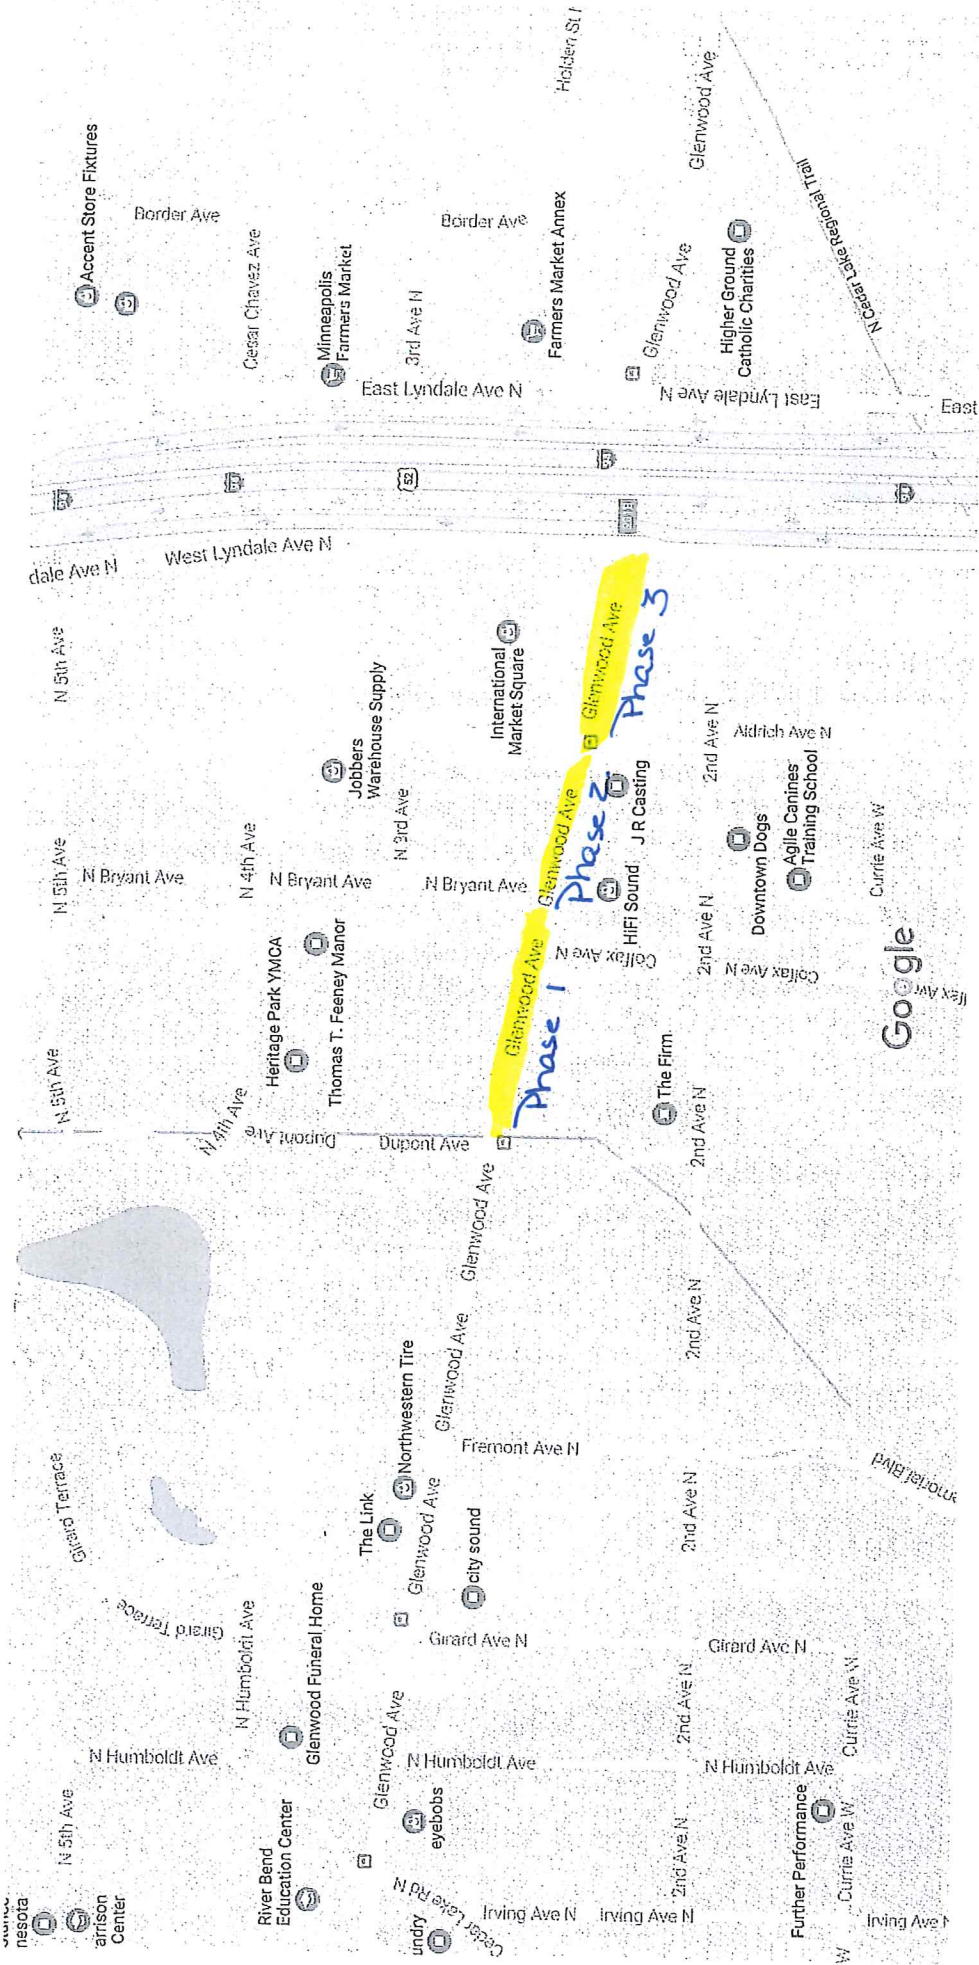 nesota
arrison
Center
N 5th Ave
Girard Terrace
N 5th Ave
N 5th Ave
N 5th Ave
dale Ave N
Accent Store Fixtures
N Humboldt Ave
Girard Terrace
N Bryant Ave
West Lyndale Ave N
Border Ave
N Humboldt Ave
N 4th Ave
Dupont Ave
N 4th Ave
Cesar Chavez Ave
River Bend
Education Center
Glenwood Funeral Home
Heritage Park YMCA
Thomas T. Feeney Manor
N Bryant Ave
Jobbers
Warehouse Supply
Minneapolis
Farmers Market
East Lyndale Ave N
The Link
Northwestern Tire
Dupont Ave
N 3rd Ave
52
3rd Ave N
undry
Cedar Lake Rd N
eyebobs
Glenwood Ave
N Humboldt Ave
Glenwood Ave
Girard Ave N
city sound
Glenwood Ave
Fremont Ave N
Glenwood Ave
N Bryant Ave
International
Market Square
Border Ave
Farmers Market Annex
Holden St
Irving Ave N
Glenwood Ave
Phase 1
Colfax Ave N
Glenwood Ave
Phase 2
Glenwood Ave
Phase 3
HiFi Sound
J R Casting
Irving Ave N
The Firm
East Lyndale Ave N
Glenwood Ave
Glenwood Ave
2nd Ave N
2nd Ave N
2nd Ave N
2nd Ave N
2nd Ave N
2nd Ave N
2nd Ave N
N Humboldt Ave
Girard Ave N
Colfax Ave N
Downtown Dogs
Aldrich Ave N
Higher Ground
Catholic Charities
Further Performance
Agile Canines
Training School
N Cedar Lake Regional Trail
Currie Ave W
Currie Ave W
Currie Ave W
Irving Ave N
W
morial Blvd
Google
lfax Av
East